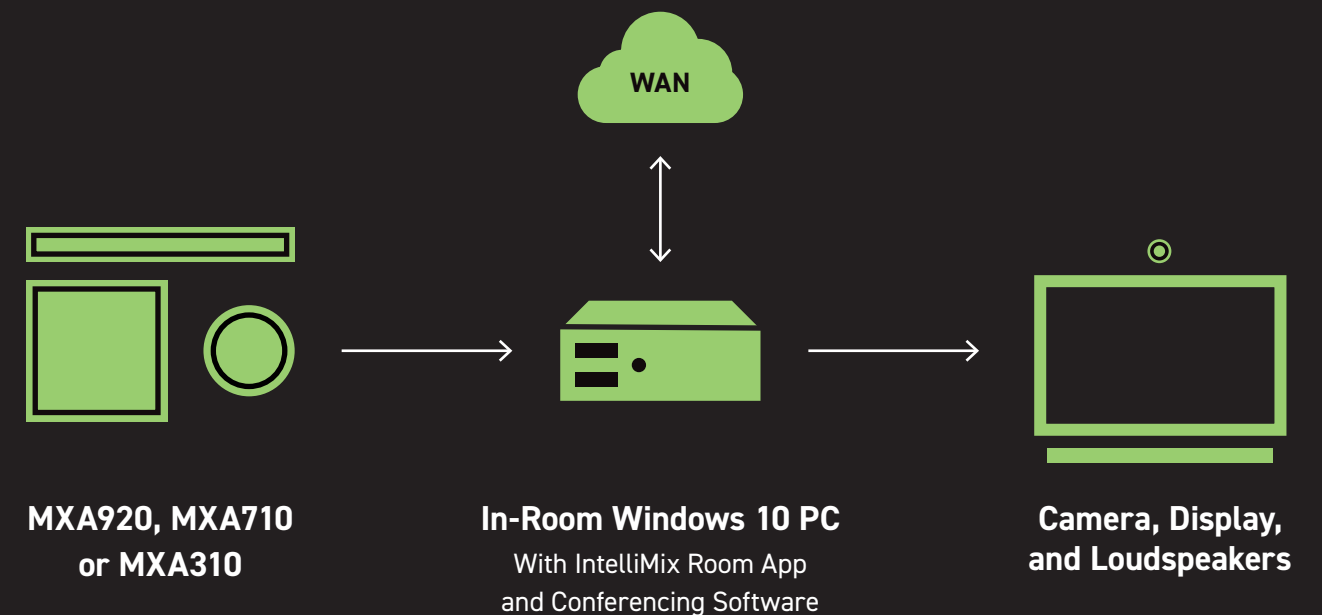 WAN
MXA920, MXA710
or MXA310
In-Room Windows 10 PC
With IntelliMix Room App
and Conferencing Software
Camera, Display,
and Loudspeakers